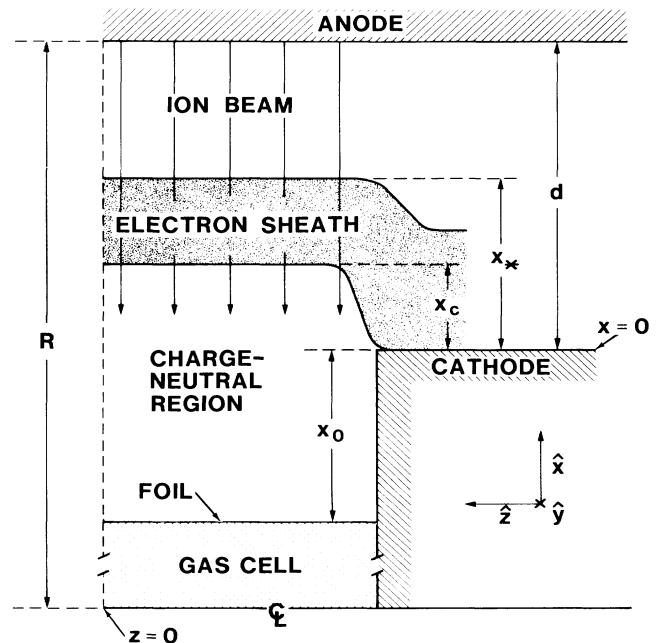 ANODE
ION BEAM
d
ELECTRON SHEATH
x*
R
x_c
x = 0
CATHODE
CHARGE-
NEUTRAL
REGION
x_0
x̂
FOIL
ẑ
ŷ
GAS CELL
℄
z = 0